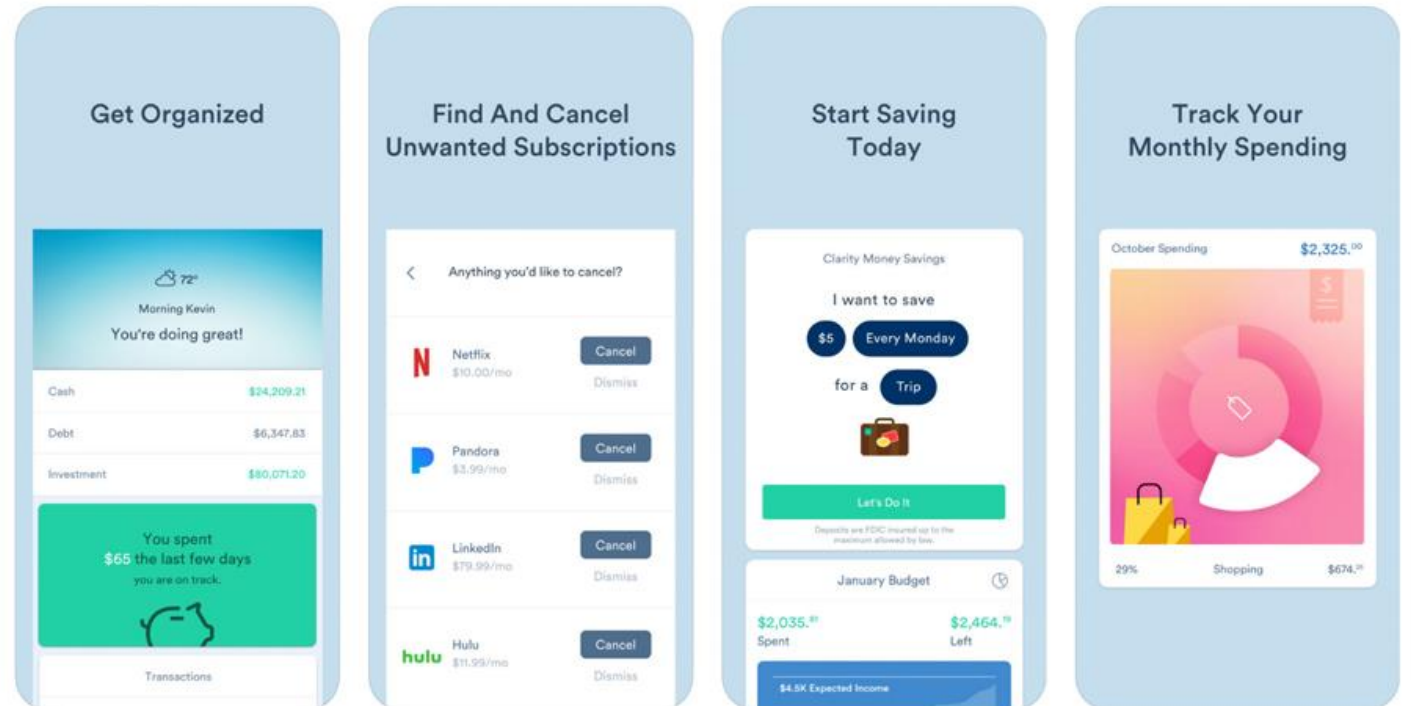 Get Organized
72°
Morning Kevin
You're doing great!
Cash $24,209.21
Debt $6,347.83
Investment $80,071.20
You spent
$65 the last few days
you are on track.
Transactions
Find And Cancel
Unwanted Subscriptions
Anything you'd like to cancel?
N
Netflix
$10.00/mo
Cancel
Dismiss
Pandora
$3.99/mo
Cancel
Dismiss
in
LinkedIn
$79.99/mo
Cancel
Dismiss
hulu
Hulu
$11.99/mo
Cancel
Dismiss
Start Saving
Today
Clarity Money Savings
I want to save
$5 Every Monday
for a Trip
Let's Do It
Deposits are FDIC insured up to the
maximum allowed by law.
January Budget
$2,035. $2,464.
Spent Left
$4.5K Expected Income
Track Your
Monthly Spending
October Spending $2,325.00
$
29% Shopping $674.